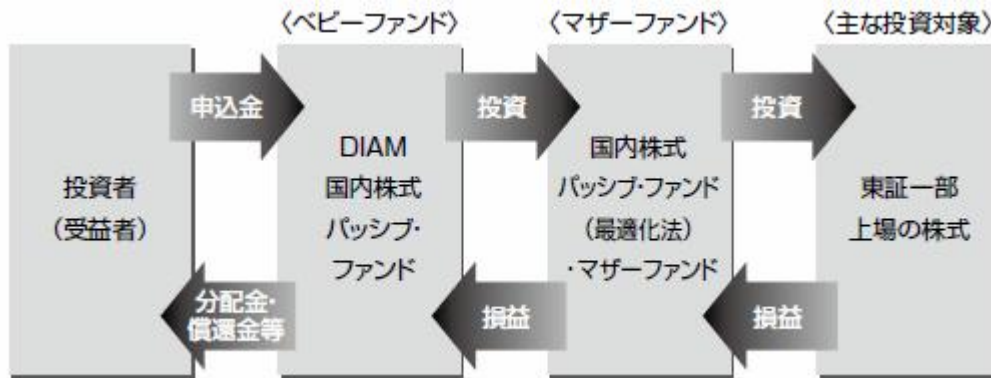 〈ベビーファンド〉
〈マザーファンド〉
〈主な投資対象〉
申込金
投資
投資
投資者
（受益者）
DIAM
国内株式
パッシブ・
ファンド
国内株式
パッシブ・ファンド
（最適化法）
・マザーファンド
東証一部
上場の株式
分配金・
償還金等
損益
損益